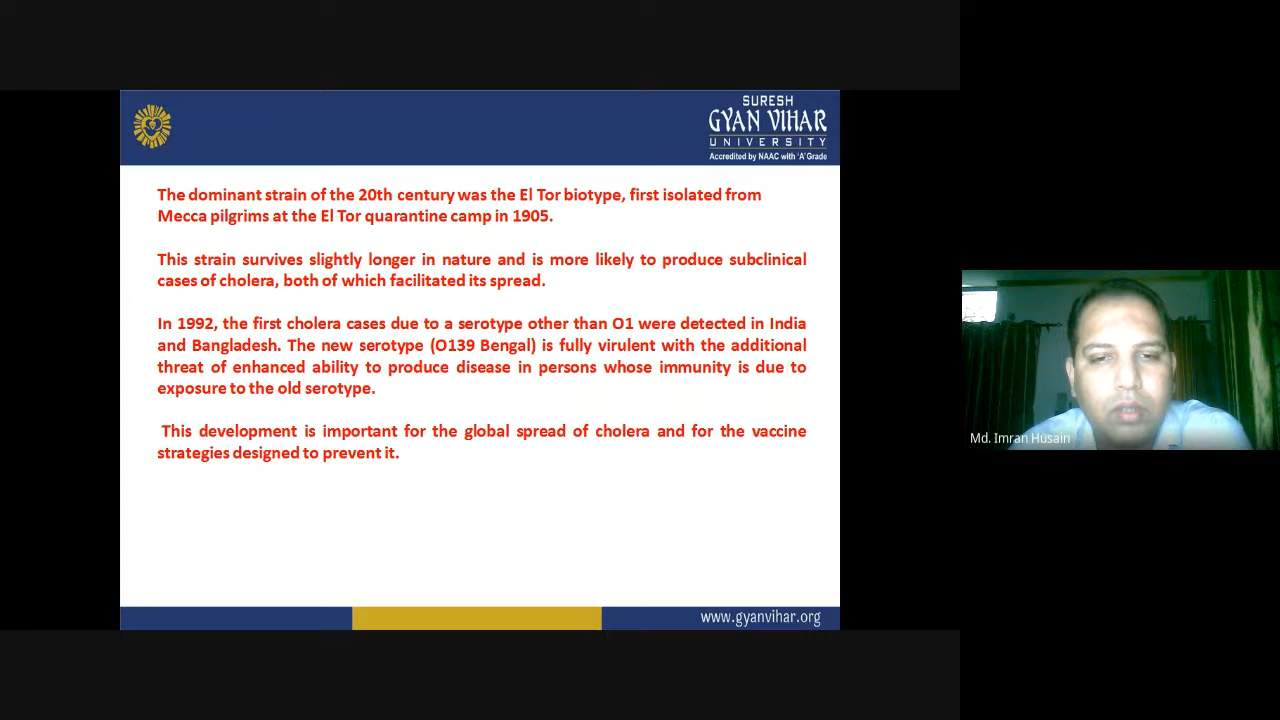 SURESH
GYAN VIHAR
UNIVERSITY
Accredited by NAAC with 'A' Grade
The dominant strain of the 20th century was the El Tor biotype, first isolated from
Mecca pilgrims at the El Tor quarantine camp in 1905.
This strain survives slightly longer in nature and is more likely to produce subclinical
cases of cholera, both of which facilitated its spread.
In 1992, the first cholera cases due to a serotype other than O1 were detected in India
and Bangladesh. The new serotype (O139 Bengal) is fully virulent with the additional
threat of enhanced ability to produce disease in persons whose immunity is due to
exposure to the old serotype.
This development is important for the global spread of cholera and for the vaccine
strategies designed to prevent it.
www.gyanvihar.org
Md. Imran Husain